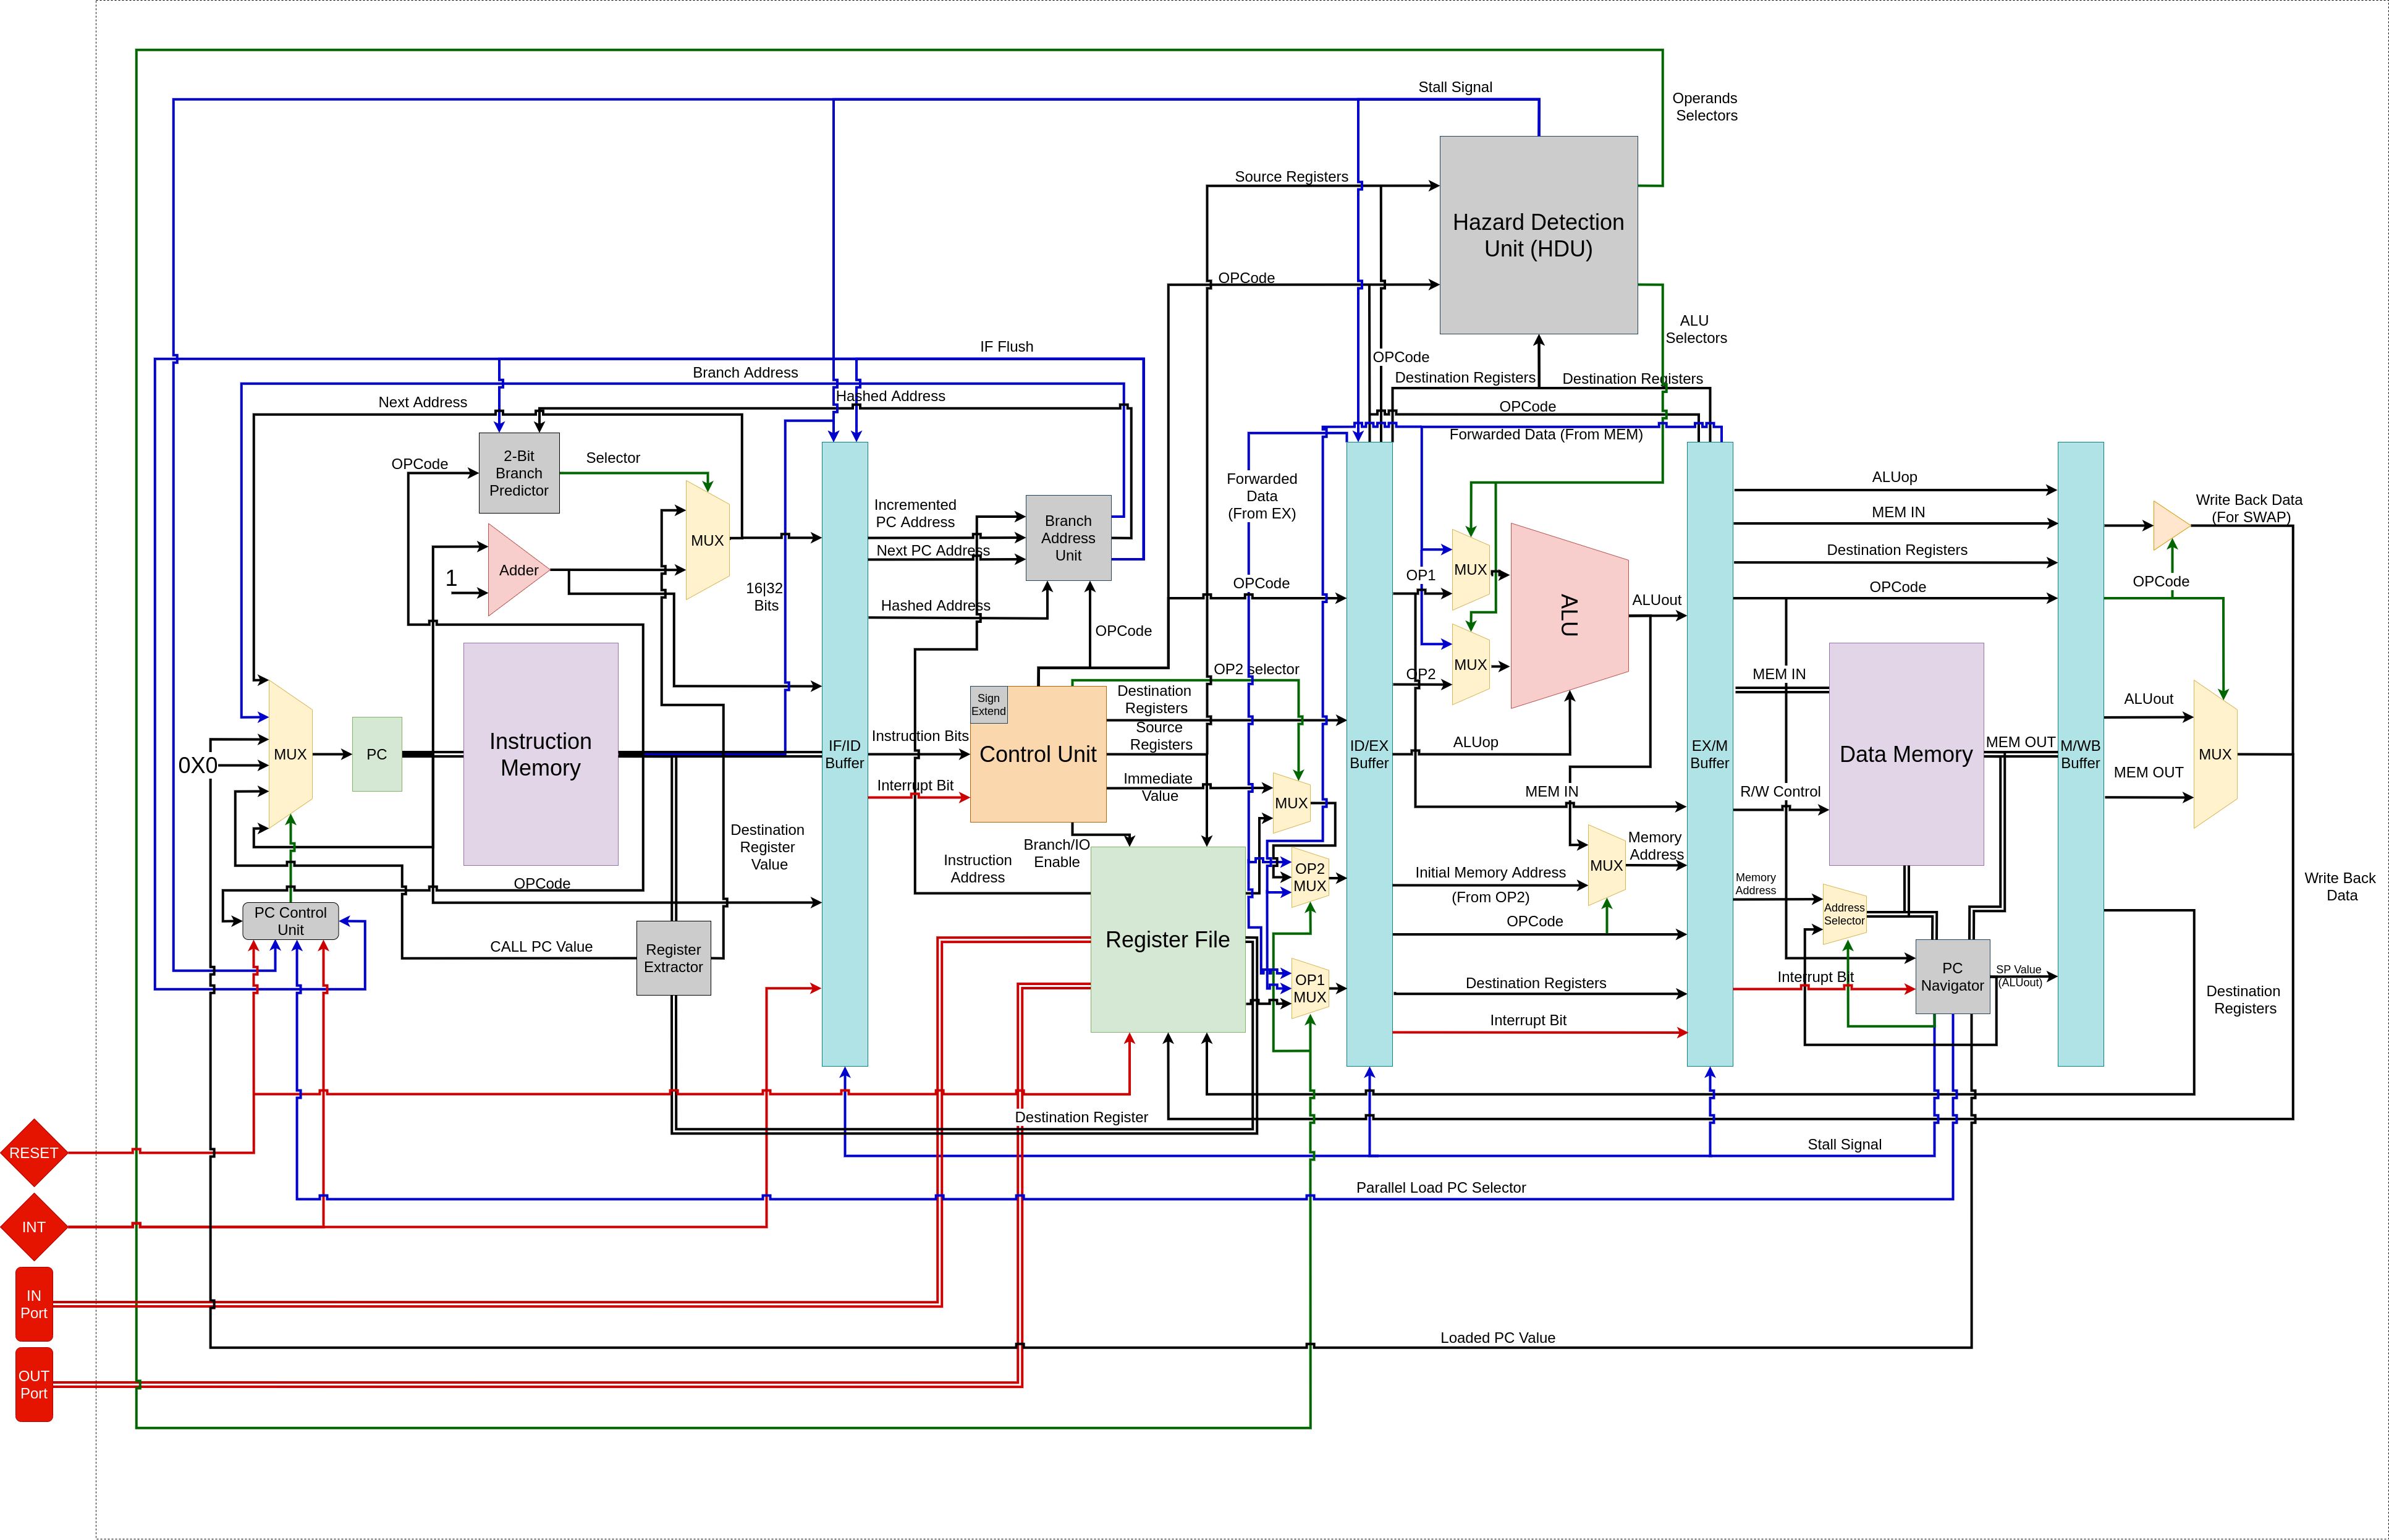 Stall Signal
Operands
Selectors
Source Registers
Hazard Detection
Unit (HDU)
OPCode
ALU
Selectors
IF Flush
OPCode
Branch Address
Destination Registers
Destination Registers
Hashed Address
Next Address
OPCode
Forwarded Data (From MEM)
2-Bit
Branch
Predictor
OPCode
Selector
Forwarded
Data
(From EX)
ALUop
Write Back Data
(For SWAP)
Incremented
PC Address
Branch
Address
Unit
MEM IN
MUX
Next PC Address
Destination Registers
Adder
1
MUX
OP1
OPCode
OPCode
OPCode
16|32
Bits
Hashed Address
ALUout
ALU
OPCode
OP2 selector
MUX
OP2
MEM IN
Sign
Extend
Destination
Registers
ALUout
Instruction Bits
Source
Registers
ALUop
MEM OUT
Instruction
Memory
MUX
PC
0X0
IF/ID
Buffer
Control Unit
ID/EX
Buffer
EX/M
Buffer
Data Memory
M/WB
Buffer
MUX
MEM OUT
Interrupt Bit
Immediate
Value
MEM IN
R/W Control
MUX
Destination
Register
Value
Branch/IO
Enable
Memory
Address
Instruction
Address
OP2
MUX
Initial Memory Address
(From OP2)
MUX
Memory
Address
Write Back
Data
OPCode
PC Control
Unit
OPCode
Address
Selector
CALL PC Value
Register
Extractor
Register File
PC
Navigator
SP Value
(ALUout)
Interrupt Bit
OP1
MUX
Destination Registers
Destination
Registers
Interrupt Bit
Destination Register
Stall Signal
RESET
Parallel Load PC Selector
INT
IN
Port
Loaded PC Value
OUT
Port